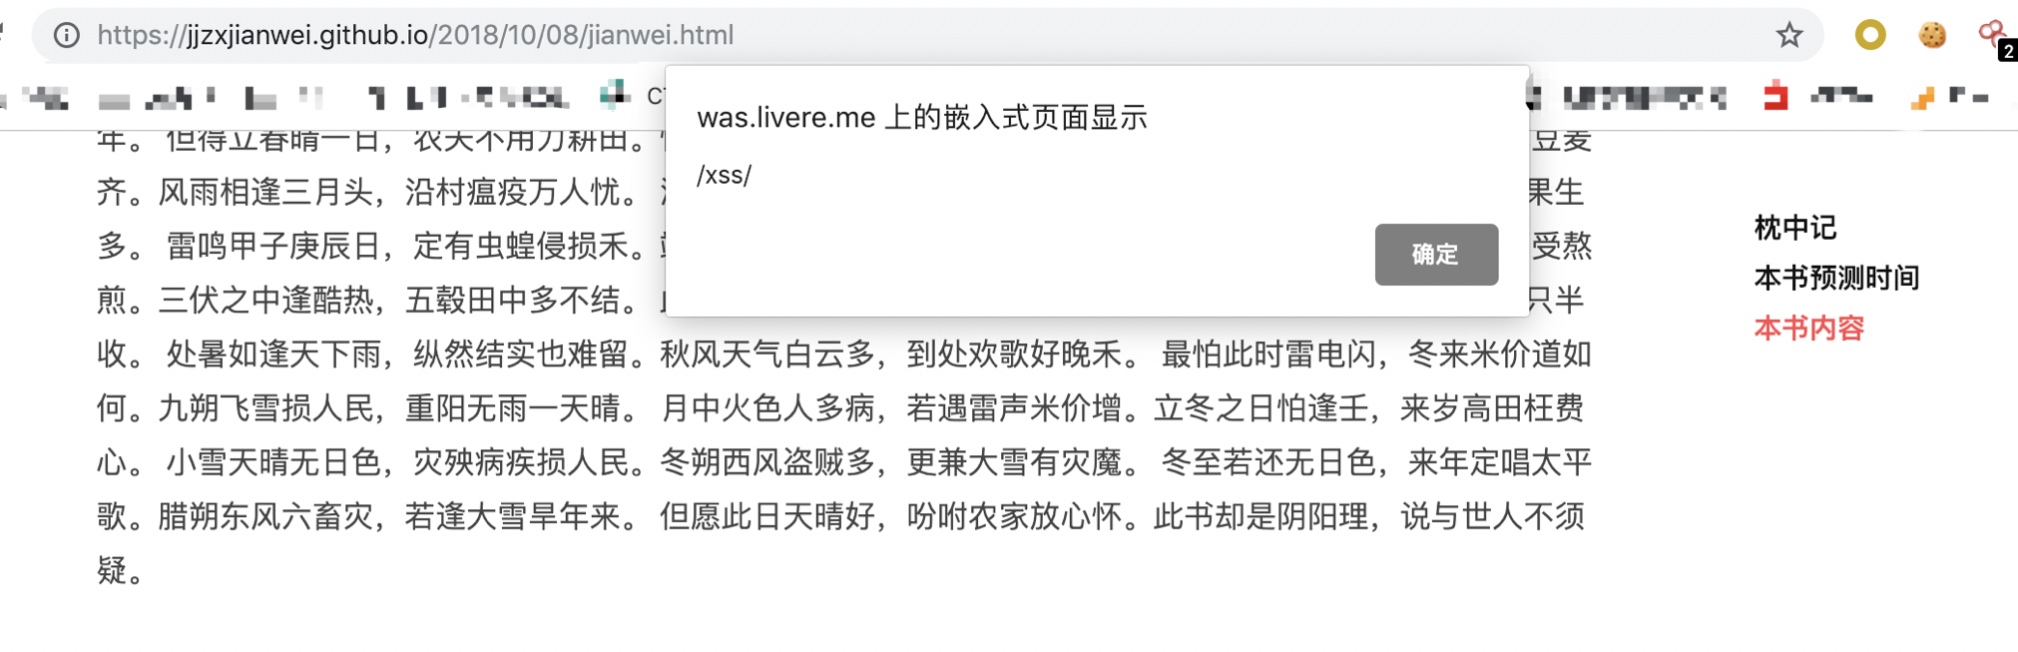 https://jjzxjianwei.github.io/2018/10/08/jianwei.html
2
was.livere.me 上的嵌入式页面显示
/xss/
确定
年。 但得立春晴一日，农夫不用力耕田。
豆麦
齐。风雨相逢三月头，沿村瘟疫万人忧。
果生
多。 雷鸣甲子庚辰日，定有虫蝗侵损禾。
受熬
煎。三伏之中逢酷热，五毂田中多不结。
只半
收。 处暑如逢天下雨，纵然结实也难留。秋风天气白云多，到处欢歌好晚禾。 最怕此时雷电闪，冬来米价道如
何。九朔飞雪损人民，重阳无雨一天晴。 月中火色人多病，若遇雷声米价增。立冬之日怕逢壬，来岁高田枉费
心。 小雪天晴无日色，灾殃病疾损人民。冬朔西风盗贼多，更兼大雪有灾魔。 冬至若还无日色，来年定唱太平
歌。腊朔东风六畜灾，若逢大雪旱年来。 但愿此日天晴好，吩咐农家放心怀。此书却是阴阳理，说与世人不须
疑。
枕中记
本书预测时间
本书内容